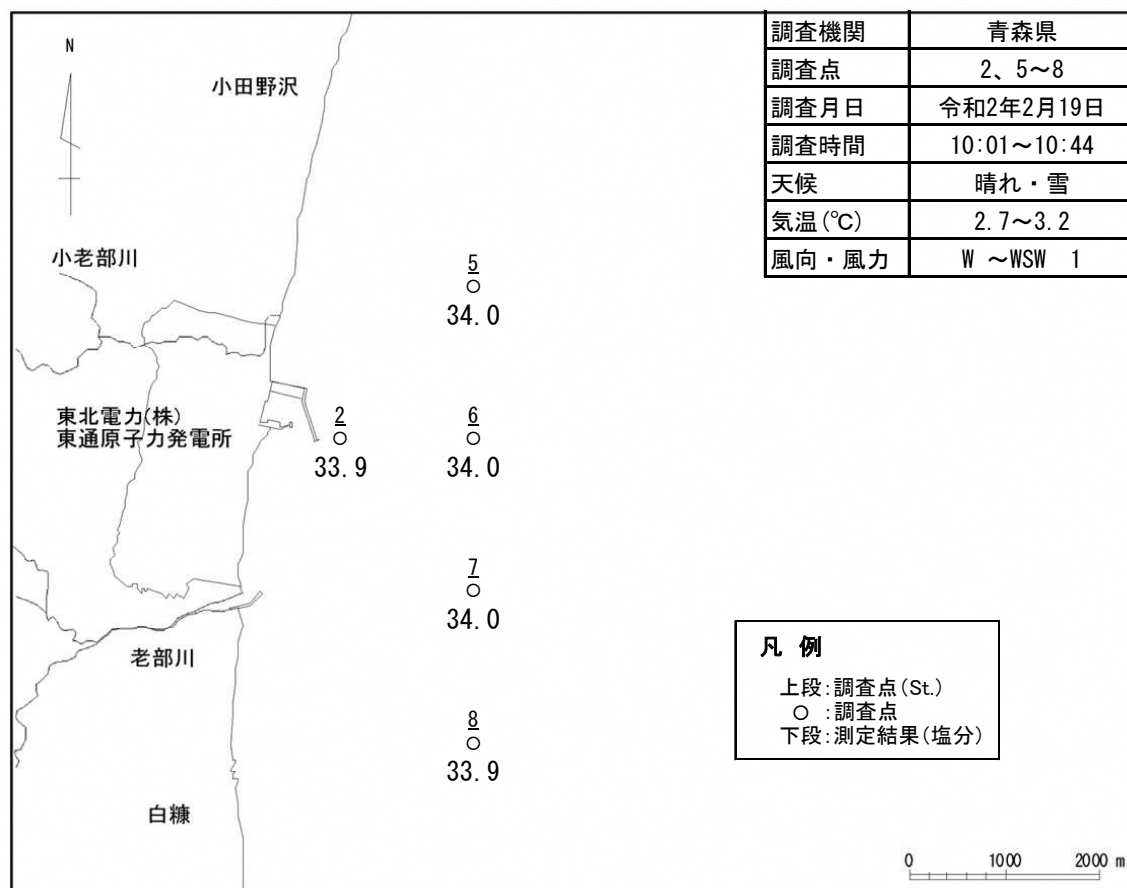 調査機関 青森県
調査点 2、5～8
調査月日 令和2年2月19日
調査時間 10:01～10:44
天候 晴れ・雪
気温(℃) 2.7～3.2
風向・風力 W ～WSW 1
N
小田野沢
小老部川
5
34.0
東北電力(株)
東通原子力発電所
2
33.9
6
34.0
7
34.0
老部川
8
33.9
白糠
凡 例
上段:調査点(St.)
○ :調査点
下段:測定結果(塩分)
0 1000 2000 m